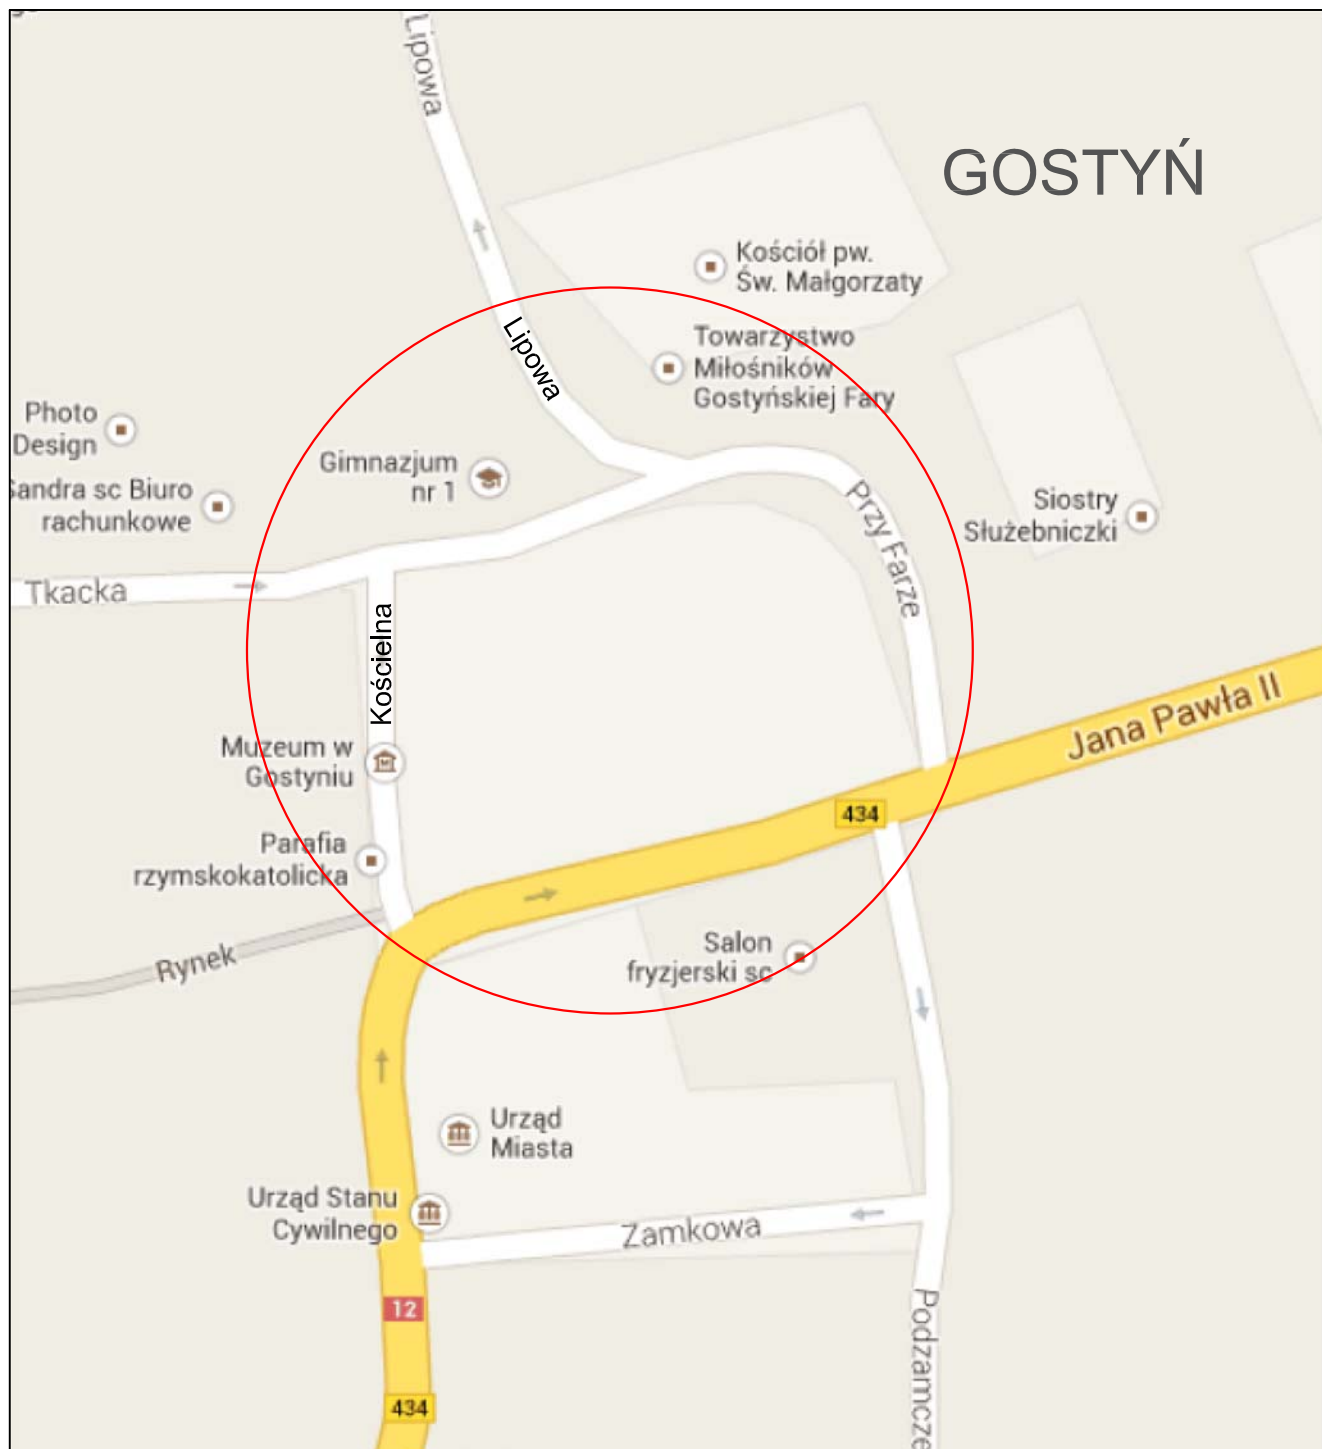 Lipowa
GOSTYŃ
Kościół pw.
Św. Małgorzaty
Lipowa
Towarzystwo
Miłośników
Gostyńskiej Fary
Photo
Design
Gimnazjum
nr 1
Sandra sc Biuro
rachunkowe
Przy Farze
Siostry
Służebniczki
Tkacka
Kościelna
Jana Pawła II
Muzeum w
Gostyniu
434
Parafia
rzymskokatolicka
Rynek
Salon
fryzjerski sc
Urząd
Miasta
Urząd Stanu
Cywilnego
Zamkowa
12
Podzamcze
434